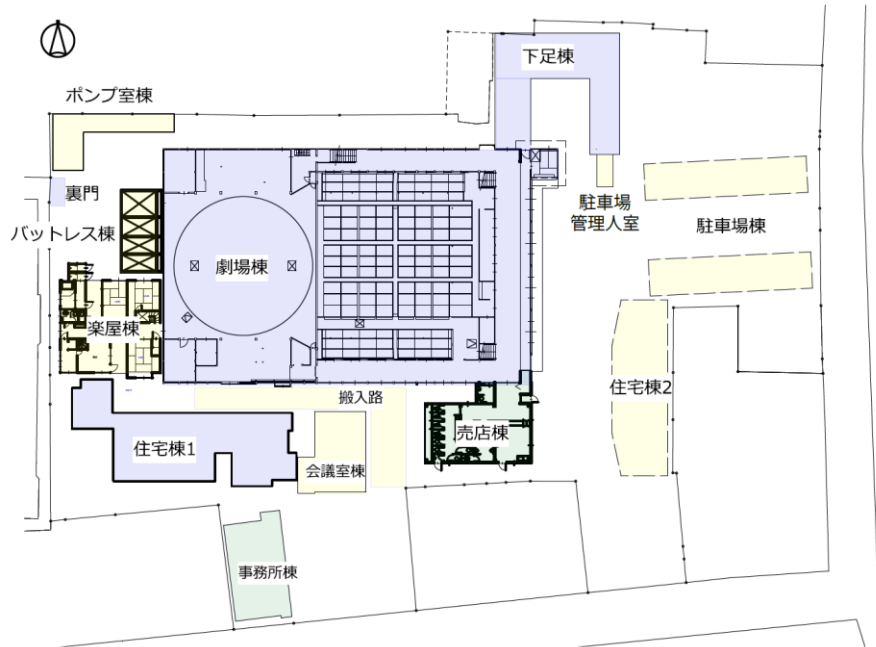 下足棟
ポンプ室棟
裏門
駐車場
管理人室
駐車場棟
バットレス棟
劇場棟
楽屋棟
住宅棟2
搬入路
売店棟
住宅棟1
会議室棟
事務所棟